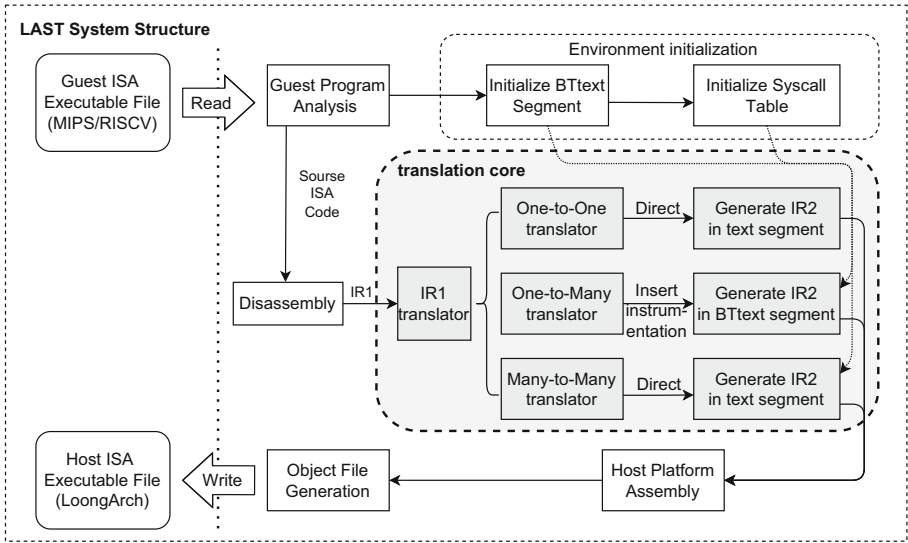 LAST System Structure
Guest ISA
Executable File
(MIPS/RISCV)
Read
Guest Program
Analysis
Environment initialization
Initialize BTtext
Segment
Initialize Syscall
Table
Sourse
ISA
Code
translation core
One-to-One
translator
Direct
Generate IR2
in text segment
Disassembly
IR1
IR1
translator
One-to-Many
translator
Insert
instrum-
entation
Generate IR2
in BTtext segment
Many-to-Many
translator
Direct
Generate IR2
in text segment
Host ISA
Executable File
(LoongArch)
Write
Object File
Generation
Host Platform
Assembly